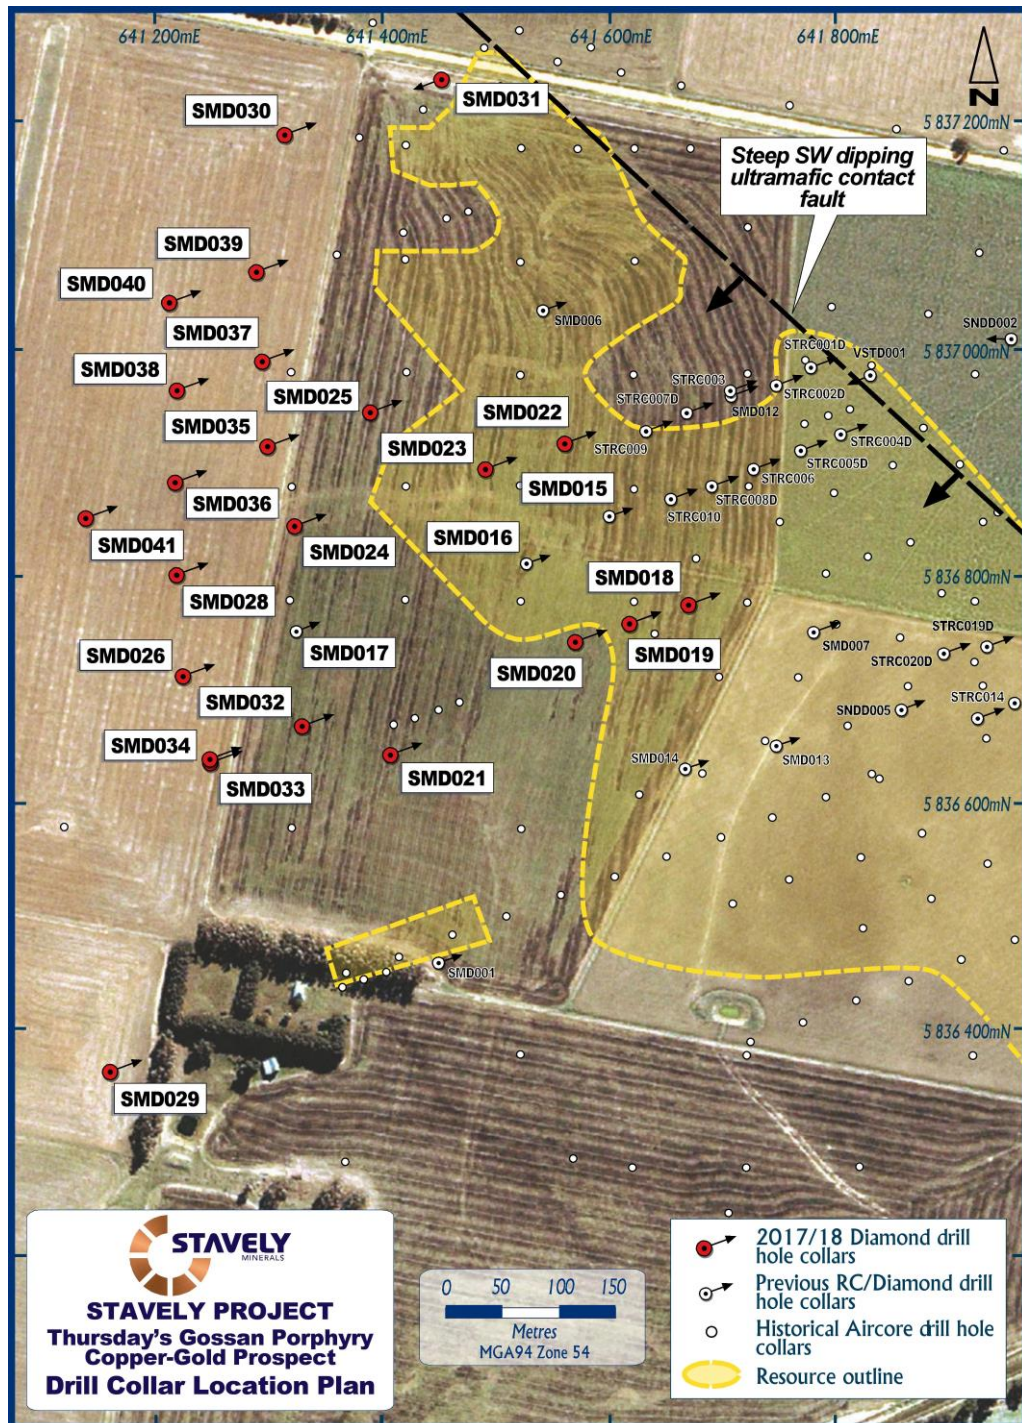 641 200mE
641 400mE
641 600mE
641 800mE
N
SMD031
SMD030
5 837 200mN
Steep SW dipping
ultramafic contact
fault
SMD039
SMD040
SMD006
SNDD002
SMD037
STRC001D
5 837 000mN
VSTD001
SMD038
STRC003
SMD025
STRC007D
STRC002D
SMD012
SMD022
SMD035
STRC009
STRC004D
SMD023
STRC005D
STRC006
SMD015
STRC008D
SMD036
STRC010
SMD016
SMD041
SMD024
SMD018
5 836 800mN
SMD028
STRC019D
SMD017
SMD007
SMD026
SMD020
SMD019
STRC020D
STRC014
SMD032
SNDD005
SMD034
SMD013
SMD014
SMD033
SMD021
5 836 600mN
SMD001
5 836 400mN
SMD029
STAVELY
MINERALS
STAVELY PROJECT
Thursday's Gossan Porphyry
Copper-Gold Prospect
Drill Collar Location Plan
0 50 100 150
Metres
MGA94 Zone 54
2017/18 Diamond drill
hole collars
Previous RC/Diamond drill
hole collars
Historical Aircore drill hole
collars
Resource outline